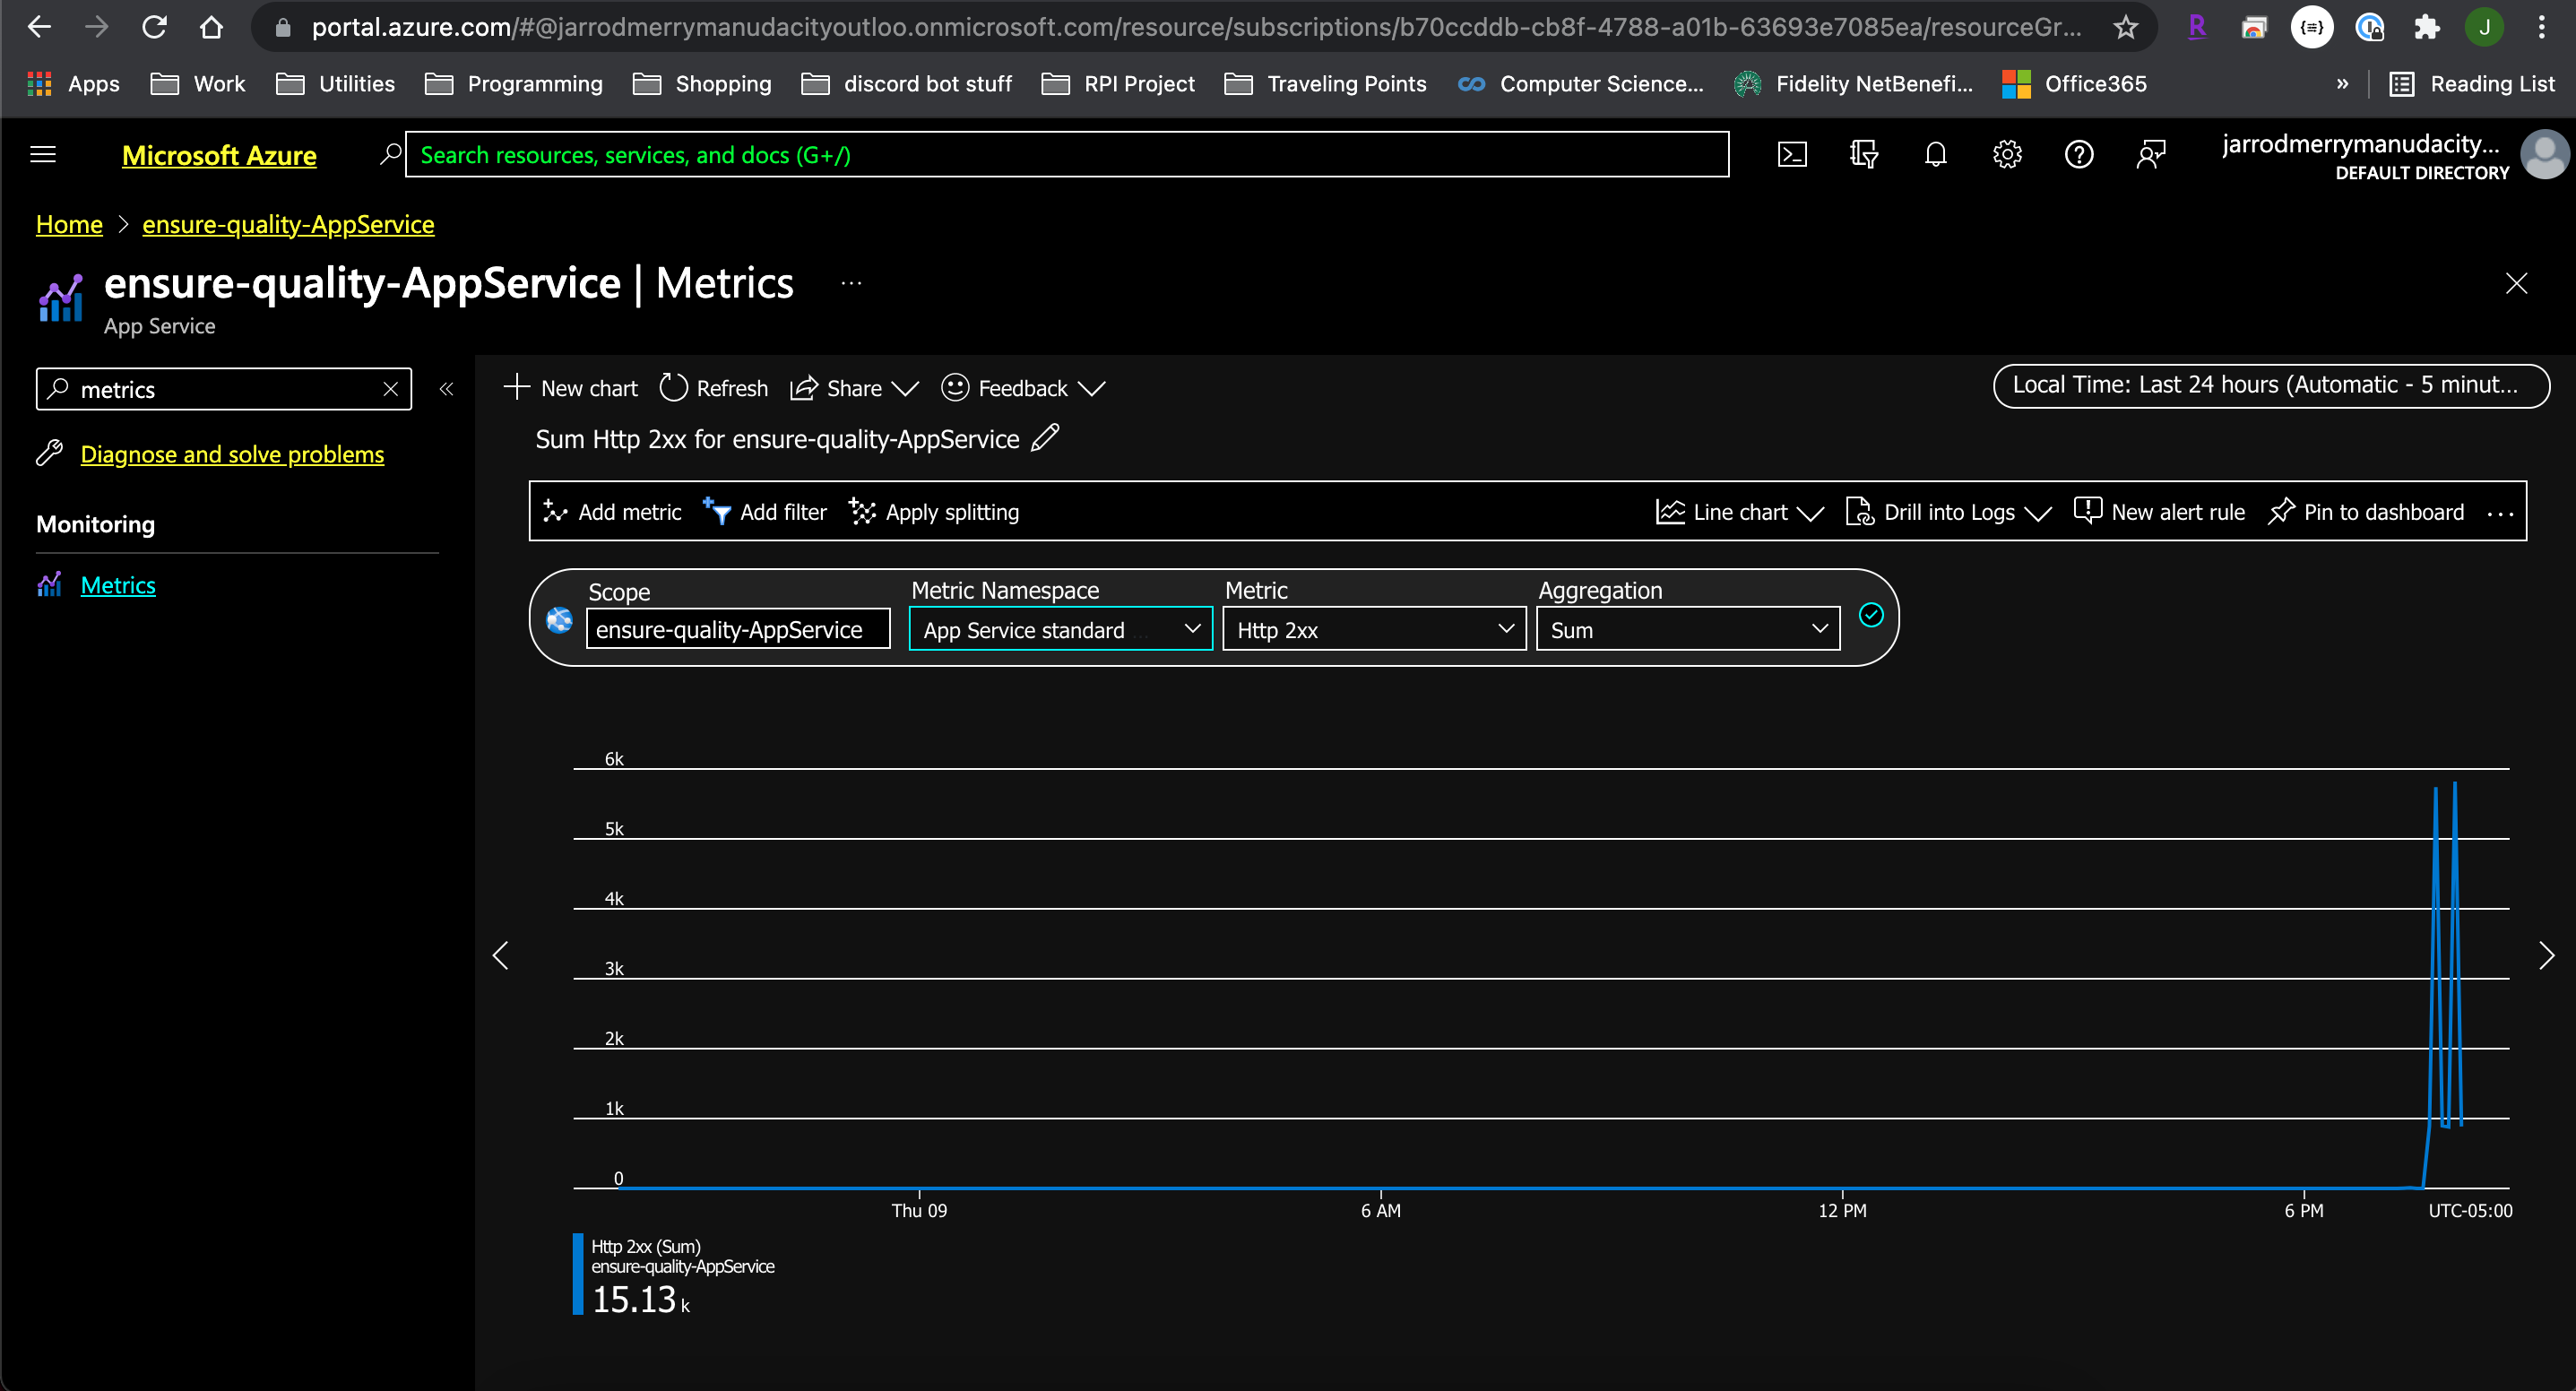 portal.azure.com/#@jarrodmerrymanudacityoutloo.onmicrosoft.com/resource/subscriptions/b70ccddb-cb8f-4788-a01b-63693e7085ea/resourceGr...
R
J
Apps Work Utilities Programming Shopping discord bot stuff RPI Project Traveling Points Computer Science... Fidelity NetBenefi... Office365 » Reading List
Microsoft Azure
Search resources, services, and docs (G+/)
jarrodmerrymanudacity...
DEFAULT DIRECTORY
Home > ensure-quality-AppService
ensure-quality-AppService | Metrics ...
App Service
metrics
«
Diagnose and solve problems
Monitoring
Metrics
New chart Refresh Share Feedback
Local Time: Last 24 hours (Automatic - 5 minut...
Sum Http 2xx for ensure-quality-AppService
Add metric Add filter Apply splitting Line chart Drill into Logs New alert rule Pin to dashboard ...
Scope Metric Namespace Metric Aggregation
ensure-quality-AppService App Service standard ... Http 2xx Sum
6k
5k
4k
3k
2k
1k
0
Thu 09 6 AM 12 PM 6 PM UTC-05:00
Http 2xx (Sum)
ensure-quality-AppService
15.13 k